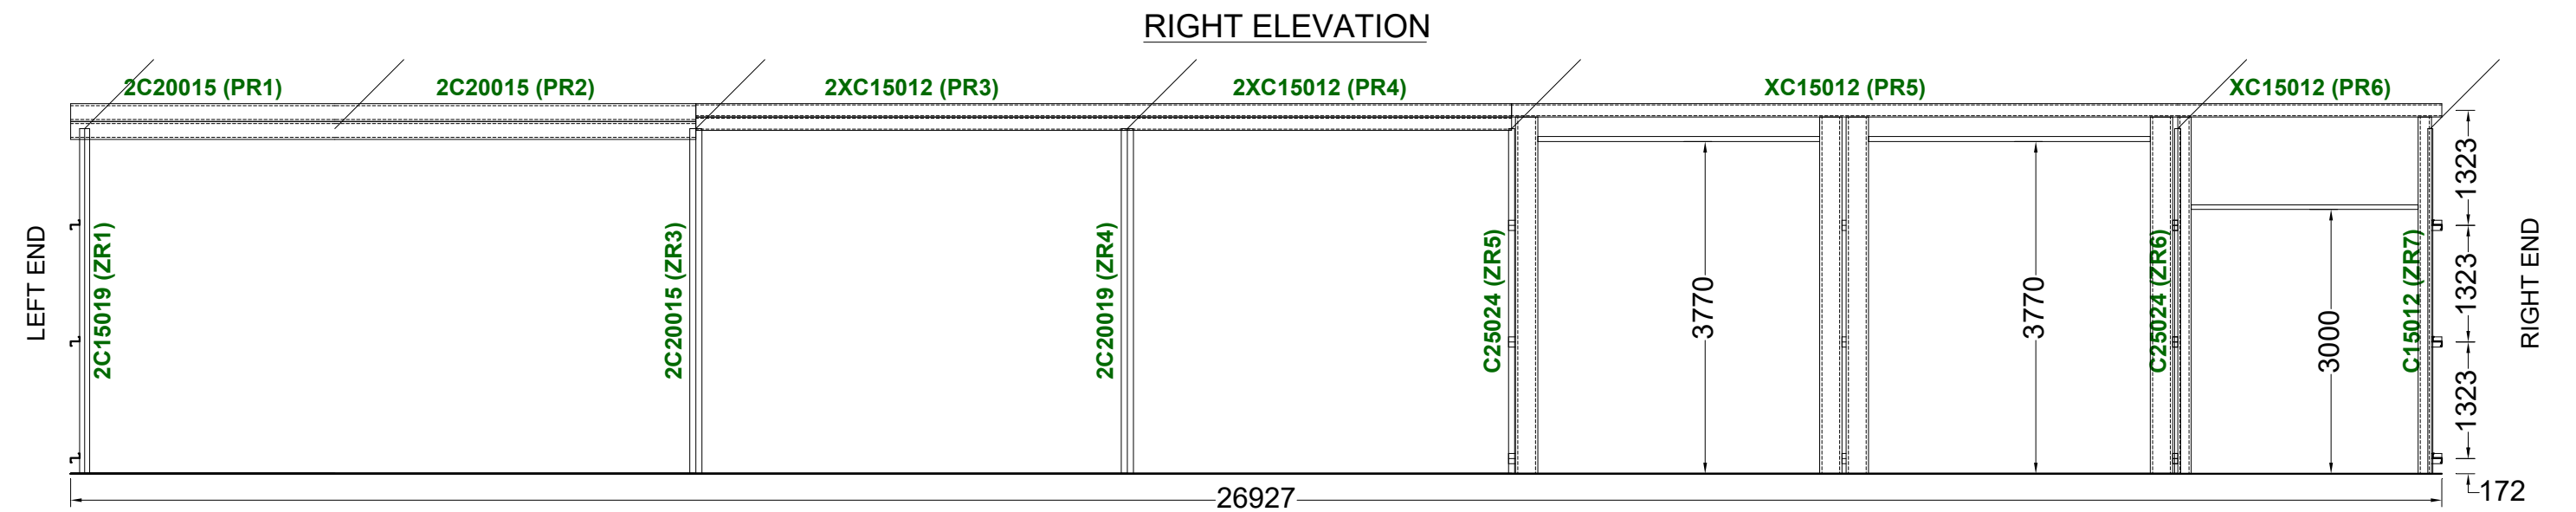 RIGHT ELEVATION
2C20015 (PR1)
2C20015 (PR2)
2XC15012 (PR3)
2XC15012 (PR4)
XC15012 (PR5)
XC15012 (PR6)
LEFT END
2C15019 (ZR1)
2C20015 (ZR3)
2C20019 (ZR4)
C25024 (ZR5)
3770
3770
C25024 (ZR6)
3000
C15012 (ZR7)
1323
1323
1323
RIGHT END
26927
172